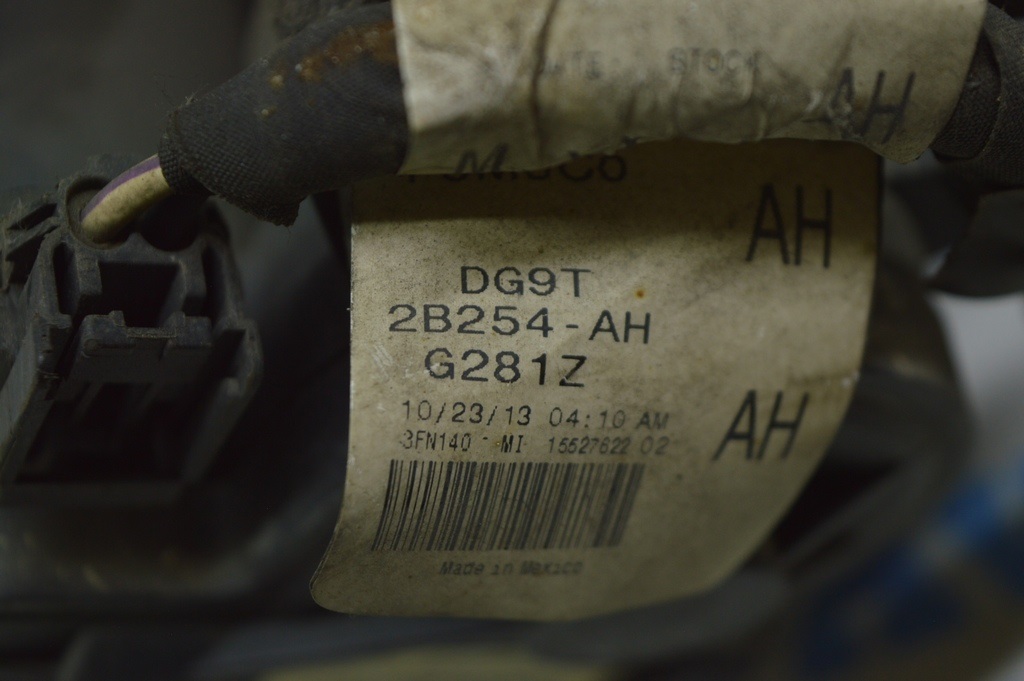 STOCK
AH
AH
DG9T
2B254-AH
G281Z
10/23/13 04:10 AM
3FN140 MI 15527622 02
AH
Made in Mexico